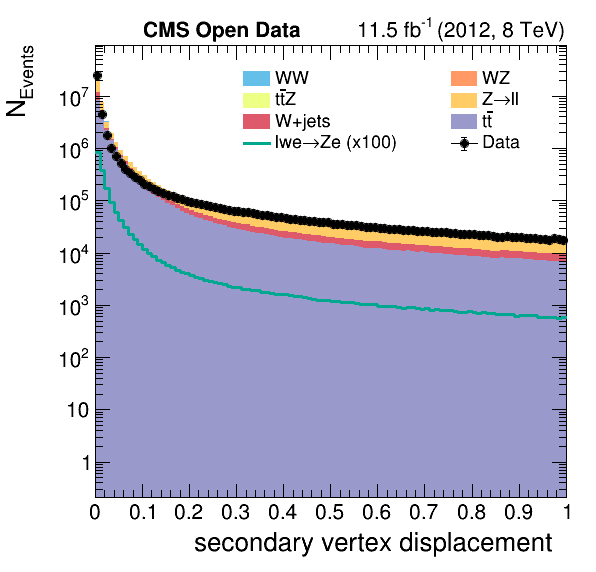 CMS Open Data 11.5 fb⁻¹ (2012, 8 TeV)
N_Events
WW WZ
tt̄Z Z→ll
W+jets tt̄
lwe→Ze (x100) Data
10⁷
10⁶
10⁵
10⁴
10³
10²
10
1
0 0.1 0.2 0.3 0.4 0.5 0.6 0.7 0.8 0.9 1
secondary vertex displacement